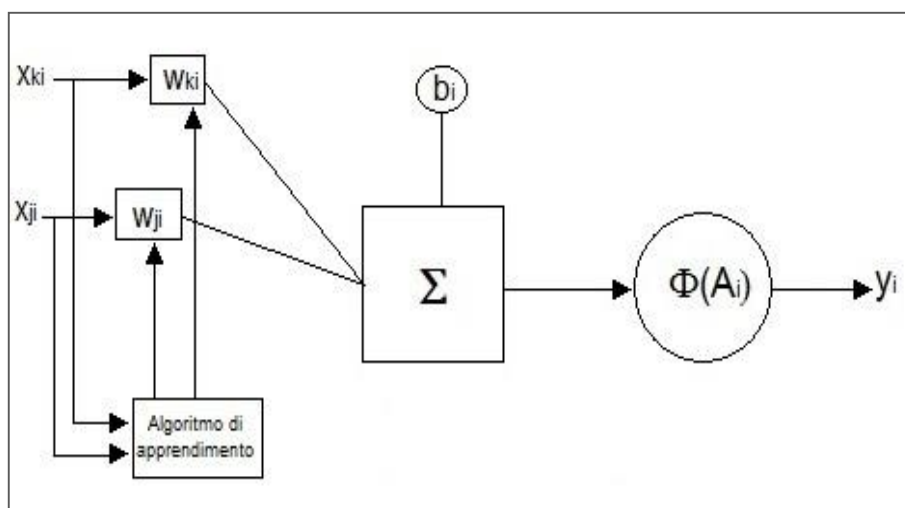 Xki
Wki
bi
Xji
Wji
Σ
Φ(Ai)
yi
Algoritmo di
apprendimento